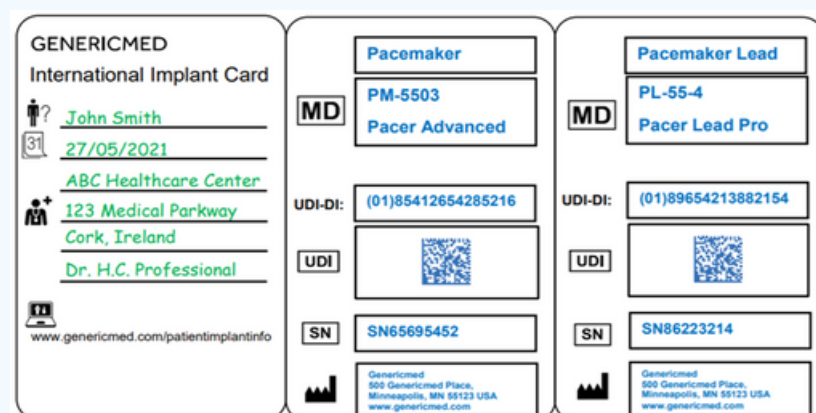 GENERICMED
International Implant Card
?
John Smith
31
27/05/2021
ABC Healthcare Center
123 Medical Parkway
Cork, Ireland
Dr. H.C. Professional
www.genericmed.com/patientimplantinfo
Pacemaker
MD
PM-5503
Pacer Advanced
UDI-DI:
(01)85412654285216
UDI
SN
SN65695452
Genericmed
500 Genericmed Place,
Minneapolis, MN 55123 USA
www.genericmed.com
Pacemaker Lead
MD
PL-55-4
Pacer Lead Pro
UDI-DI:
(01)89654213882154
UDI
SN
SN86223214
Genericmed
500 Genericmed Place,
Minneapolis, MN 55123 USA
www.genericmed.com